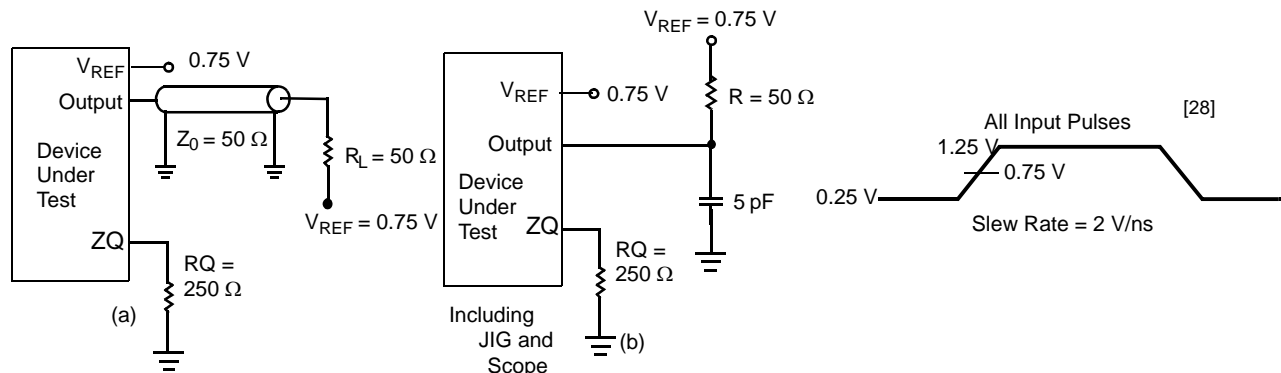 V_REF
0.75 V
Output
Z0 = 50 Ω
Device
Under
Test
R_L = 50 Ω
V_REF = 0.75 V
ZQ
RQ =
250 Ω
(a)
V_REF = 0.75 V
V_REF
0.75 V
R = 50 Ω
Output
Device
Under
Test
5 pF
ZQ
RQ =
250 Ω
Including
JIG and
Scope
(b)
[28]
All Input Pulses
1.25 V
0.75 V
0.25 V
Slew Rate = 2 V/ns